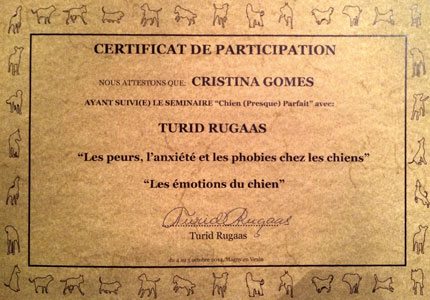 CERTIFICAT DE PARTICIPATION
NOUS ATTESTONS QUE: CRISTINA GOMES
AYANT SUIVI(E) LE SEMINAIRE "Chien (Presque) Parfait" avec:
TURID RUGAAS
"Les peurs, l'anxiété et les phobies chez les chiens"
"Les émotions du chien"
Turid Rugaas
Turid Rugaas
du 4 au 5 octobre 2014, Magny en Vexin